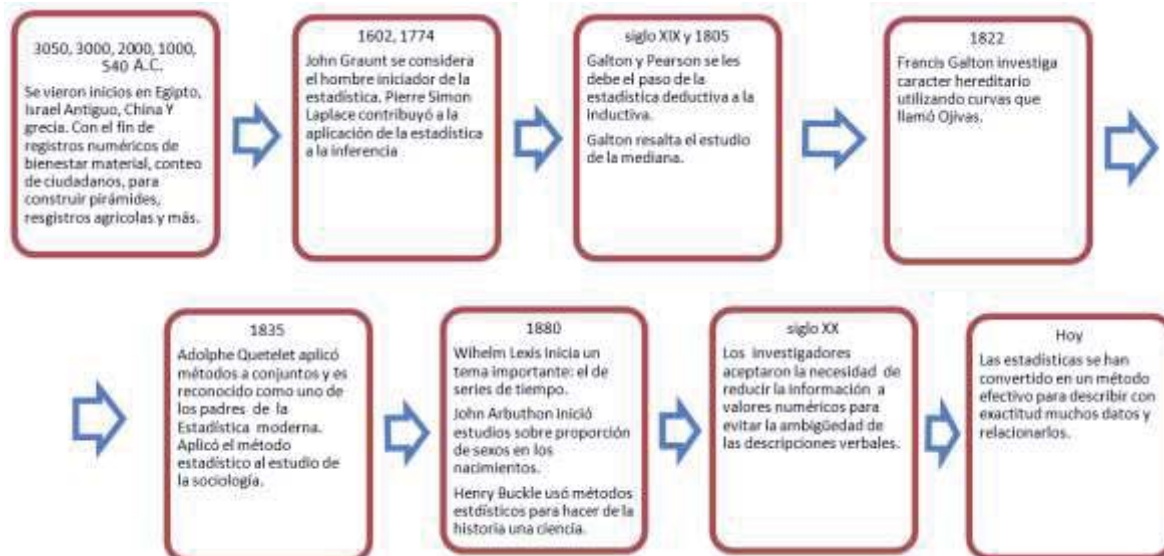 3050, 3000, 2000, 1000,
540 A.C.
Se vieron inicios en Egipto,
Israel Antiguo, China Y
grecia. Con el fin de
registros numéricos de
bienestar material, conteo
de ciudadanos, para
construir pirámides,
resgistros agricolas y más.
1602, 1774
John Graunt se considera
el hombre iniciador de la
estadística. Pierre Simon
Laplace contribuyó a la
aplicación de la estadística
a la inferencia
siglo XIX y 1805
Galton y Pearson se les
debe el paso de la
estadística deductiva a la
inductiva.
Galton resalta el estudio
de la mediana.
1822
Francis Galton investiga
caracter hereditario
utilizando curvas que
llamó Ojivas.
1835
Adolphe Quetelet aplicó
métodos a conjuntos y es
reconocido como uno de
los padres de la
Estadística moderna.
Aplicó el método
estadístico al estudio de
la sociología.
1880
Wihelm Lexis Inicia un
tema importante: el de
series de tiempo.
John Arbuthon inició
estudios sobre proporción
de sexos en los
nacimientos.
Henry Buckle usó métodos
estdísticos para hacer de la
historia una ciencia.
siglo XX
Los investigadores
aceptaron la necesidad de
reducir la información a
valores numéricos para
evitar la ambigüedad de
las descripciones verbales.
Hoy
Las estadísticas se han
convertido en un método
efectivo para describir con
exactitud muchos datos y
relacionarlos.